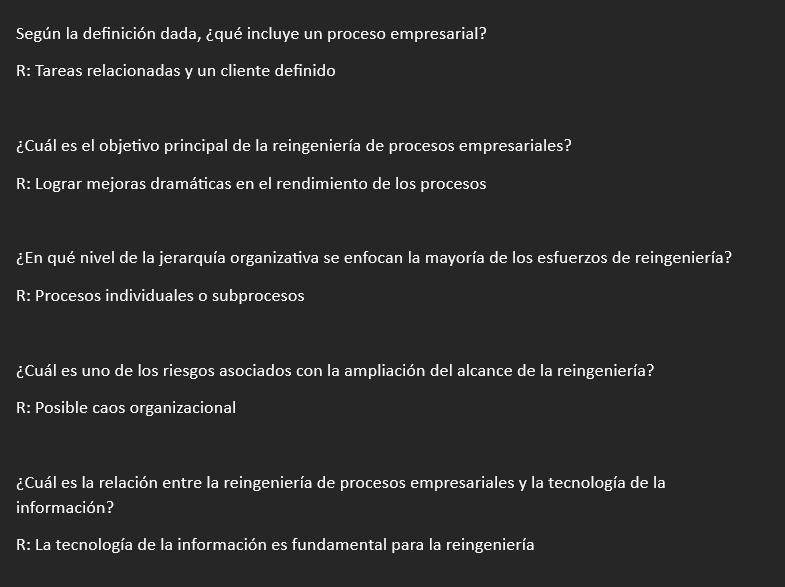 Según la definición dada, ¿qué incluye un proceso empresarial?
R: Tareas relacionadas y un cliente definido
¿Cuál es el objetivo principal de la reingeniería de procesos empresariales?
R: Lograr mejoras dramáticas en el rendimiento de los procesos
¿En qué nivel de la jerarquía organizativa se enfocan la mayoría de los esfuerzos de reingeniería?
R: Procesos individuales o subprocesos
¿Cuál es uno de los riesgos asociados con la ampliación del alcance de la reingeniería?
R: Posible caos organizacional
¿Cuál es la relación entre la reingeniería de procesos empresariales y la tecnología de la
información?
R: La tecnología de la información es fundamental para la reingeniería